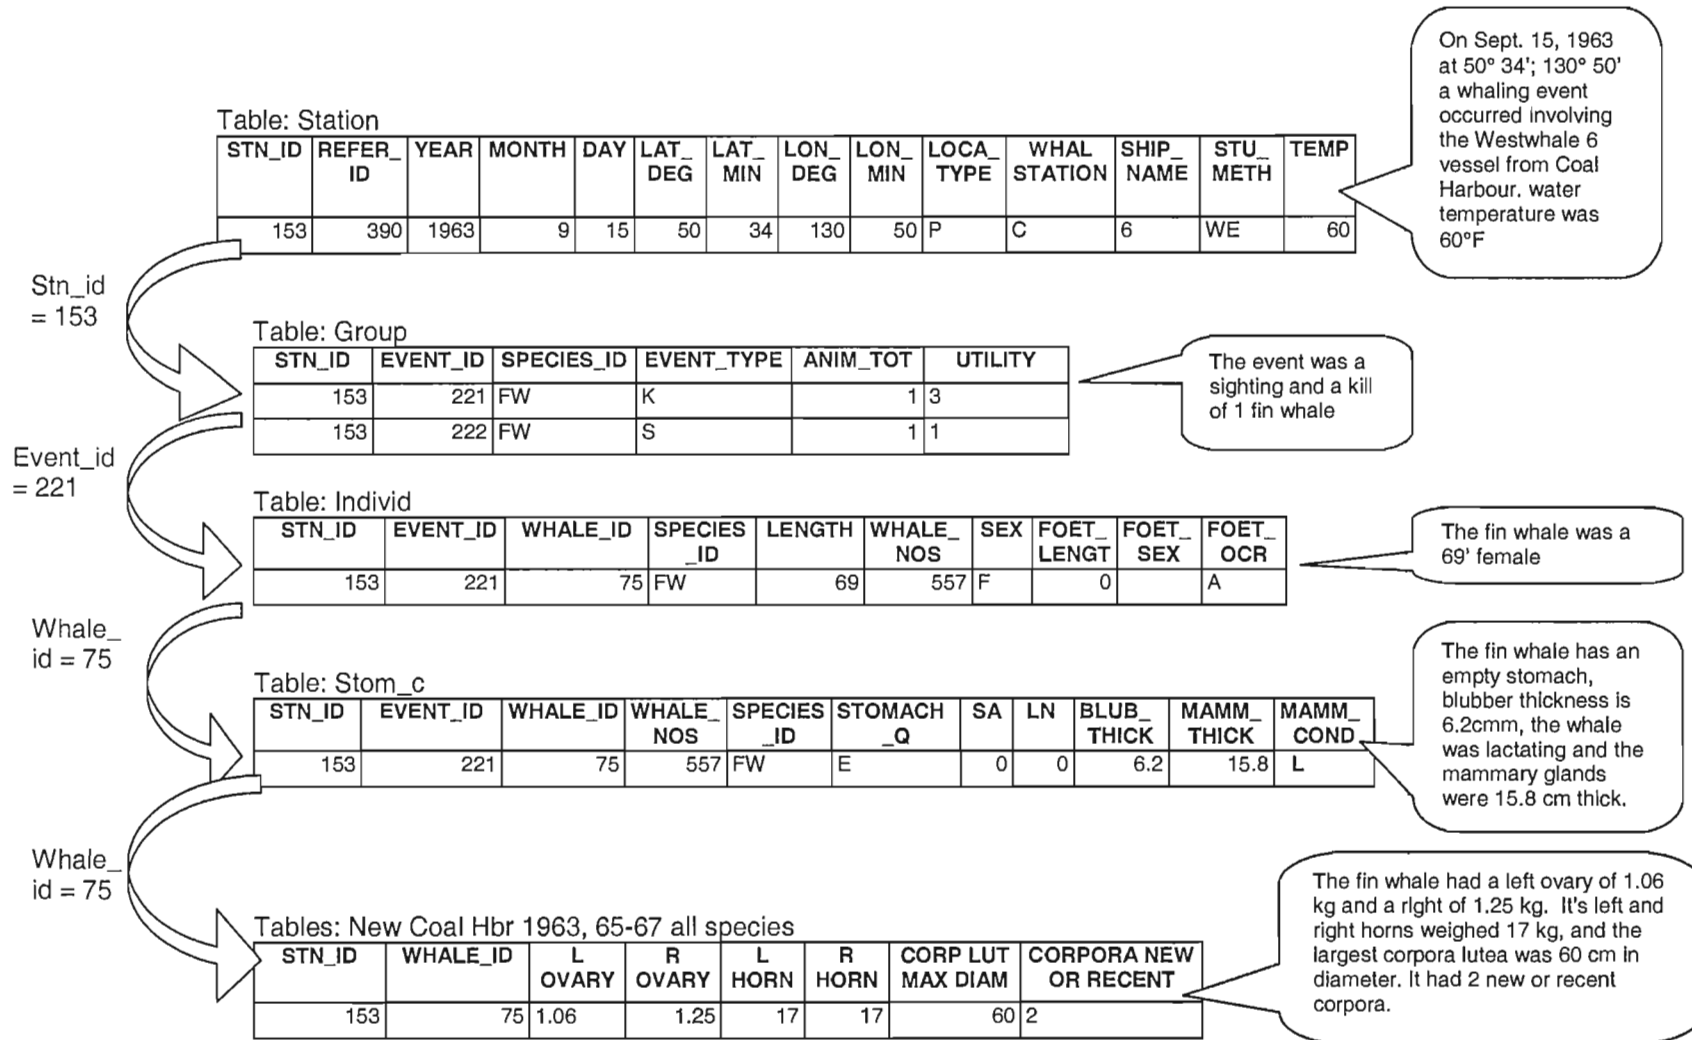 On Sept. 15, 1963
at 50° 34'; 130° 50'
a whaling event
occurred involving
the Westwhale 6
vessel from Coal
Harbour. water
temperature was
60°F
Table: Station
STN_ID REFER_ID YEAR MONTH DAY LAT_DEG LAT_MIN LON_DEG LON_MIN LOCA_TYPE WHAL STATION SHIP_NAME STU_METH TEMP
153 390 1963 9 15 50 34 130 50 P C 6 WE 60
Stn_id
= 153
Table: Group
STN_ID EVENT_ID SPECIES_ID EVENT_TYPE ANIM_TOT UTILITY
153 221 FW K 1 3
153 222 FW S 1 1
The event was a
sighting and a kill
of 1 fin whale
Event_id
= 221
Table: Individ
STN_ID EVENT_ID WHALE_ID SPECIES_ID LENGTH WHALE_NOS SEX FOET_LENGT FOET_SEX FOET_OCR
153 221 75 FW 69 557 F 0 A
The fin whale was a
69' female
Whale_
id = 75
Table: Stom_c
STN_ID EVENT_ID WHALE_ID WHALE_NOS SPECIES_ID STOMACH_Q SA LN BLUB_THICK MAMM_THICK MAMM_COND
153 221 75 557 FW E 0 0 6.2 15.8 L
The fin whale has an
empty stomach,
blubber thickness is
6.2cmm, the whale
was lactating and the
mammary glands
were 15.8 cm thick.
Whale_
id = 75
Tables: New Coal Hbr 1963, 65-67 all species
STN_ID WHALE_ID L OVARY R OVARY L HORN R HORN CORP LUT MAX DIAM CORPORA NEW OR RECENT
153 75 1.06 1.25 17 17 60 2
The fin whale had a left ovary of 1.06
kg and a right of 1.25 kg. It's left and
right horns weighed 17 kg, and the
largest corpora lutea was 60 cm in
diameter. It had 2 new or recent
corpora.